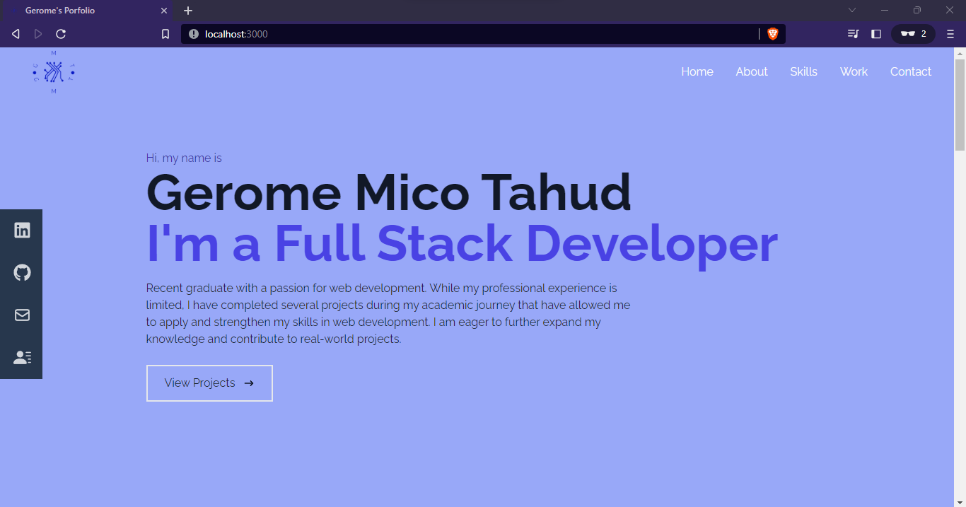 Gerome's Porfolio
localhost:3000
2
Home About Skills Work Contact
Hi, my name is
Gerome Mico Tahud
I'm a Full Stack Developer
Recent graduate with a passion for web development. While my professional experience is
limited, I have completed several projects during my academic journey that have allowed me
to apply and strengthen my skills in web development. I am eager to further expand my
knowledge and contribute to real-world projects.
View Projects